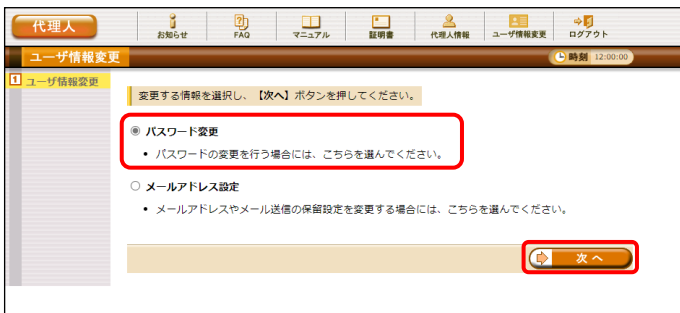 代理人
お知らせ
FAQ
マニュアル
証明書
代理人情報
ユーザ情報変更
ログアウト
ユーザ情報変更
時刻 12:00:00
1 ユーザ情報変更
変更する情報を選択し、【次へ】ボタンを押してください。
パスワード変更
• パスワードの変更を行う場合には、こちらを選んでください。
メールアドレス設定
• メールアドレスやメール送信の保留設定を変更する場合には、こちらを選んでください。
次 へ